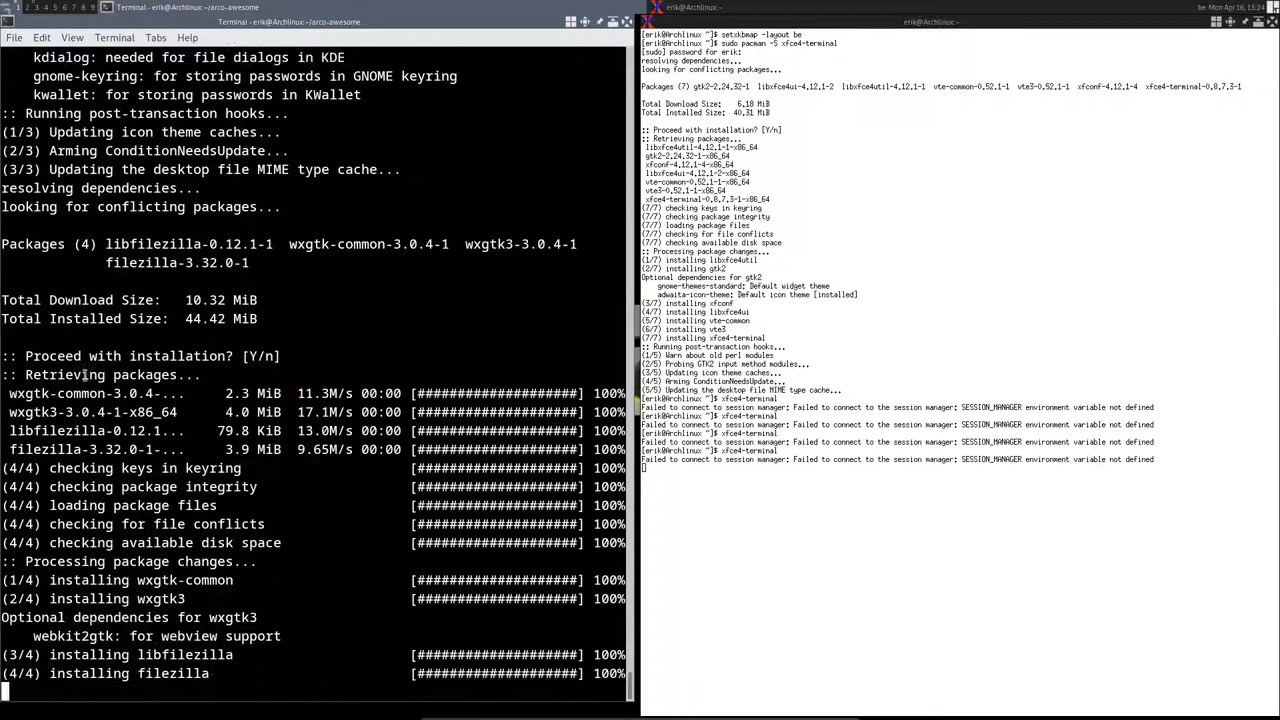 1 2 3 4 5 6 7 8 9 Terminal - erik@Archlinux:~/arco-awesome
Terminal - erik@Archlinux:~/arco-awesome
File Edit View Terminal Tabs Help
kdialog: needed for file dialogs in KDE
gnome-keyring: for storing passwords in GNOME keyring
kwallet: for storing passwords in KWallet
:: Running post-transaction hooks...
(1/3) Updating icon theme caches...
(2/3) Arming ConditionNeedsUpdate...
(3/3) Updating the desktop file MIME type cache...
resolving dependencies...
looking for conflicting packages...
Packages (4) libfilezilla-0.12.1-1 wxgtk-common-3.0.4-1 wxgtk3-3.0.4-1
filezilla-3.32.0-1
Total Download Size: 10.32 MiB
Total Installed Size: 44.42 MiB
:: Proceed with installation? [Y/n]
:: Retrieving packages...
wxgtk-common-3.0.4-... 2.3 MiB 11.3M/s 00:00 [####################] 100%
wxgtk3-3.0.4-1-x86_64 4.0 MiB 17.1M/s 00:00 [####################] 100%
libfilezilla-0.12.1... 79.8 KiB 13.0M/s 00:00 [####################] 100%
filezilla-3.32.0-1-... 3.9 MiB 9.65M/s 00:00 [####################] 100%
(4/4) checking keys in keyring [####################] 100%
(4/4) checking package integrity [####################] 100%
(4/4) loading package files [####################] 100%
(4/4) checking for file conflicts [####################] 100%
(4/4) checking available disk space [####################] 100%
:: Processing package changes...
(1/4) installing wxgtk-common [####################] 100%
(2/4) installing wxgtk3 [####################] 100%
Optional dependencies for wxgtk3
webkit2gtk: for webview support
(3/4) installing libfilezilla [####################] 100%
(4/4) installing filezilla [####################] 100%
erik@Archlinux:~ be Mon Apr 16, 13:24
erik@Archlinux:~
[erik@Archlinux ~]$ setxkbmap -layout be
[erik@Archlinux ~]$ sudo pacman -S xfce4-terminal
[sudo] password for erik:
resolving dependencies...
looking for conflicting packages...
Packages (7) gtk2-2.24.32-1 libxfce4ui-4.12.1-2 libxfce4util-4.12.1-1 vte-common-0.52.1-1 vte3-0.52.1-1 xfconf-4.12.1-4 xfce4-terminal-0.8.7.3-1
Total Download Size: 6.18 MiB
Total Installed Size: 40.31 MiB
:: Proceed with installation? [Y/n]
:: Retrieving packages...
libxfce4util-4.12.1-1-x86_64
gtk2-2.24.32-1-x86_64
xfconf-4.12.1-4-x86_64
libxfce4ui-4.12.1-2-x86_64
vte-common-0.52.1-1-x86_64
vte3-0.52.1-1-x86_64
xfce4-terminal-0.8.7.3-1-x86_64
(7/7) checking keys in keyring
(7/7) checking package integrity
(7/7) loading package files
(7/7) checking for file conflicts
(7/7) checking available disk space
:: Processing package changes...
(1/7) installing libxfce4util
(2/7) installing gtk2
Optional dependencies for gtk2
gnome-themes-standard: Default widget theme
adwaita-icon-theme: Default icon theme [installed]
(3/7) installing xfconf
(4/7) installing libxfce4ui
(5/7) installing vte-common
(6/7) installing vte3
(7/7) installing xfce4-terminal
:: Running post-transaction hooks...
(1/5) Warn about old perl modules
(2/5) Probing GTK2 input method modules...
(3/5) Updating icon theme caches...
(4/5) Arming ConditionNeedsUpdate...
(5/5) Updating the desktop file MIME type cache...
[erik@Archlinux ~]$ xfce4-terminal
Failed to connect to session manager: Failed to connect to the session manager: SESSION_MANAGER environment variable not defined
[erik@Archlinux ~]$ xfce4-terminal
Failed to connect to session manager: Failed to connect to the session manager: SESSION_MANAGER environment variable not defined
[erik@Archlinux ~]$ xfce4-terminal
Failed to connect to session manager: Failed to connect to the session manager: SESSION_MANAGER environment variable not defined
[erik@Archlinux ~]$ xfce4-terminal
Failed to connect to session manager: Failed to connect to the session manager: SESSION_MANAGER environment variable not defined